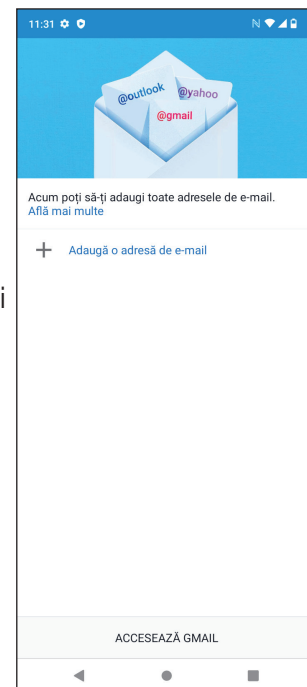 11:31
@outlook @yahoo
@gmail
Acum poți să-ți adaugi toate adresele de e-mail.
Află mai multe
Adaugă o adresă de e-mail
i
ACCESEAZĂ GMAIL